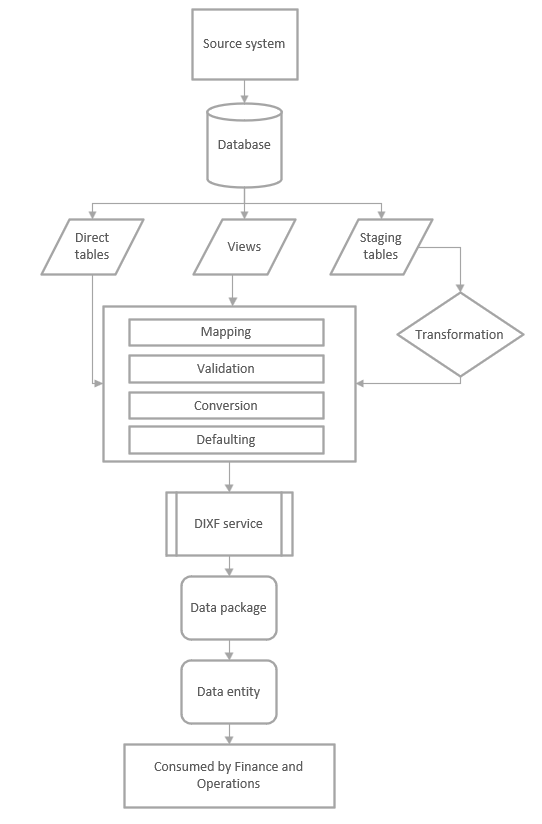 Source system
Database
Direct
tables
Views
Staging
tables
Transformation
Mapping
Validation
Conversion
Defaulting
DIXF service
Data package
Data entity
Consumed by Finance and
Operations